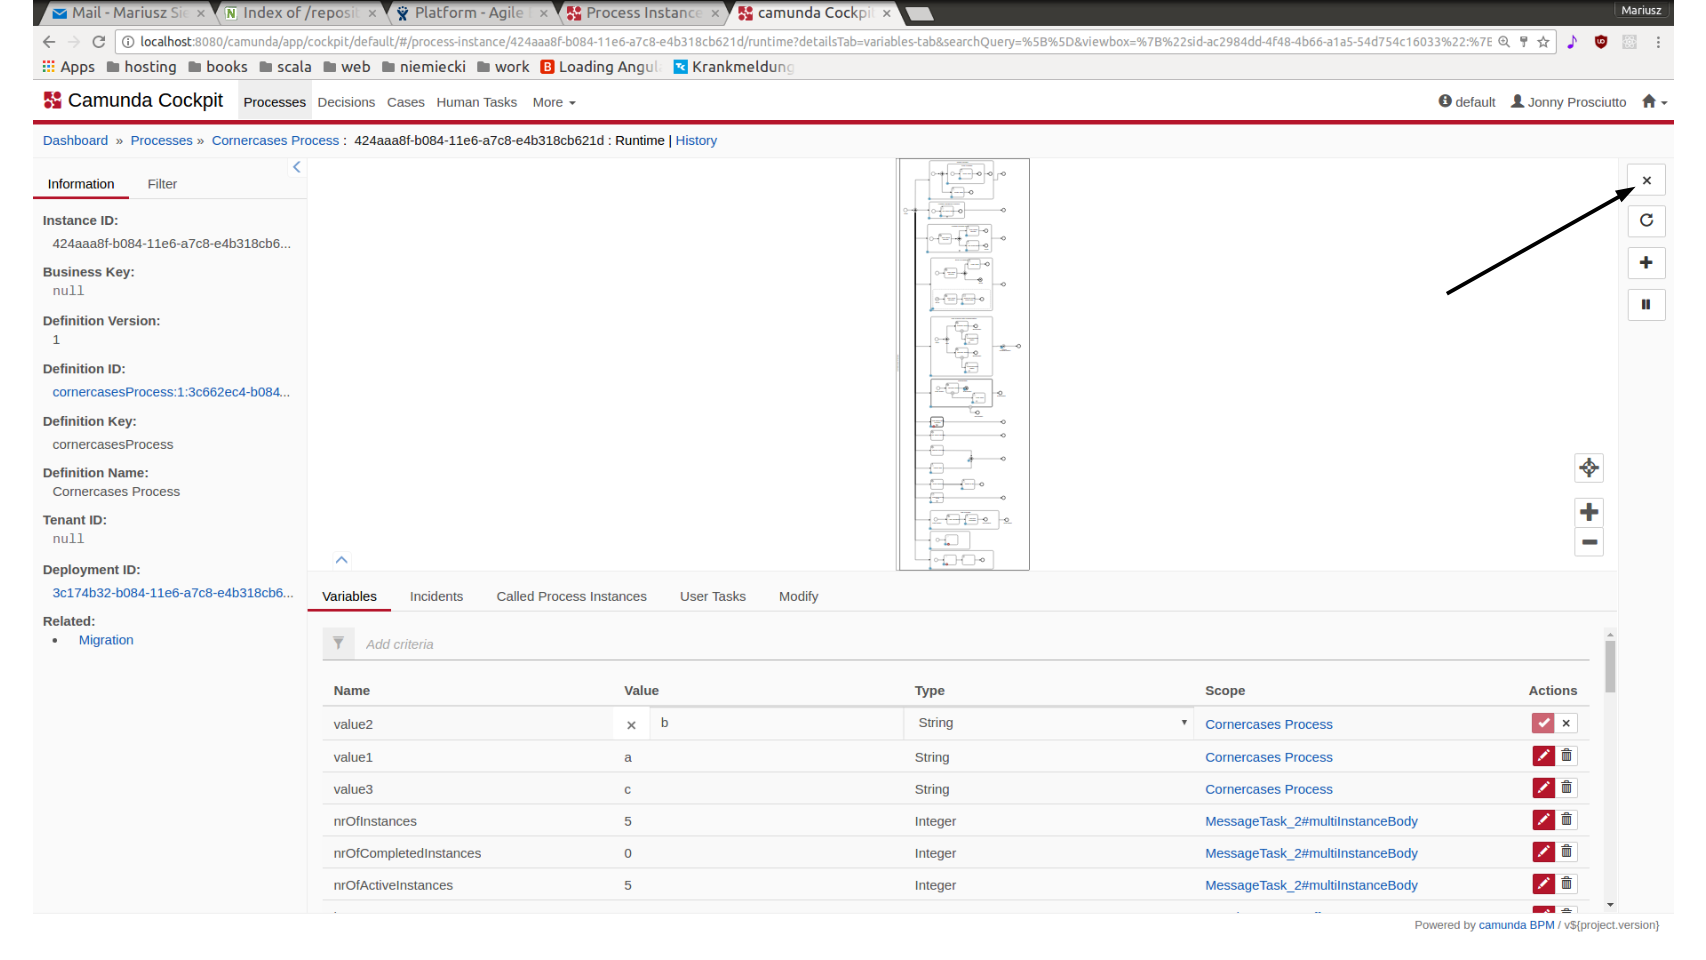 Mail - Mariusz Sie
Index of /reposit
Platform - Agile
Process Instance
camunda Cockpi
Mariusz
localhost:8080/camunda/app/cockpit/default/#/process-instance/424aaa8f-b084-11e6-a7c8-e4b318cb621d/runtime?detailsTab=variables-tab&searchQuery=%5B%5D&viewbox=%7B%22sid-ac2984dd-4f48-4b66-a1a5-54d754c16033%22:%7E
Apps hosting books scala web niemiecki work Loading Angul Krankmeldung
Camunda Cockpit Processes Decisions Cases Human Tasks More default Jonny Prosciutto
Dashboard » Processes » Cornercases Process : 424aaa8f-b084-11e6-a7c8-e4b318cb621d : Runtime | History
Information Filter
Instance ID:
424aaa8f-b084-11e6-a7c8-e4b318cb6...
Business Key:
null
Definition Version:
1
Definition ID:
cornercasesProcess:1:3c662ec4-b084...
Definition Key:
cornercasesProcess
Definition Name:
Cornercases Process
Tenant ID:
null
Deployment ID:
3c174b32-b084-11e6-a7c8-e4b318cb6...
Related:
• Migration
Variables Incidents Called Process Instances User Tasks Modify
Add criteria
Name Value Type Scope Actions
value2 b String Cornercases Process
value1 a String Cornercases Process
value3 c String Cornercases Process
nrOfInstances 5 Integer MessageTask_2#multiInstanceBody
nrOfCompletedInstances 0 Integer MessageTask_2#multiInstanceBody
nrOfActiveInstances 5 Integer MessageTask_2#multiInstanceBody
Powered by camunda BPM / v${project.version}